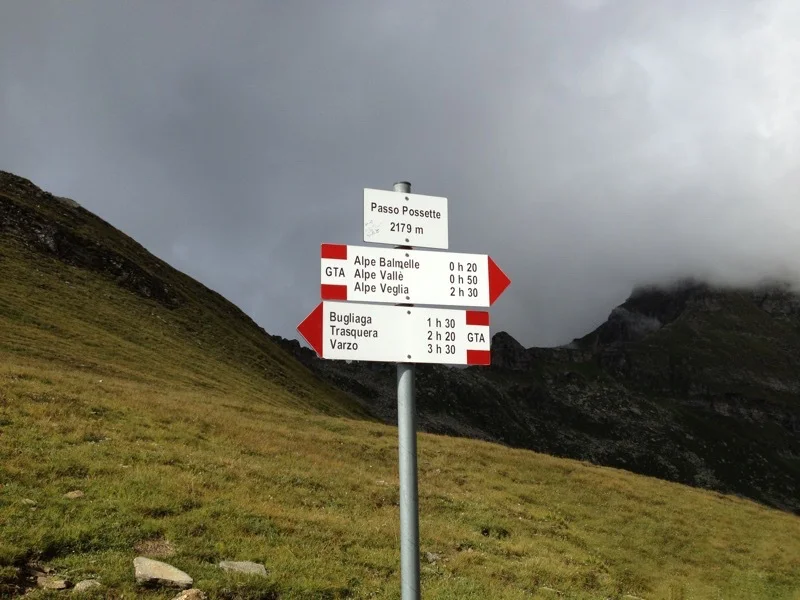 Passo Possette
2179 m
GTA
Alpe Balmelle 0 h 20
Alpe Vallè 0 h 50
Alpe Veglia 2 h 30
Bugliaga 1 h 30
Trasquera 2 h 20
Varzo 3 h 30
GTA